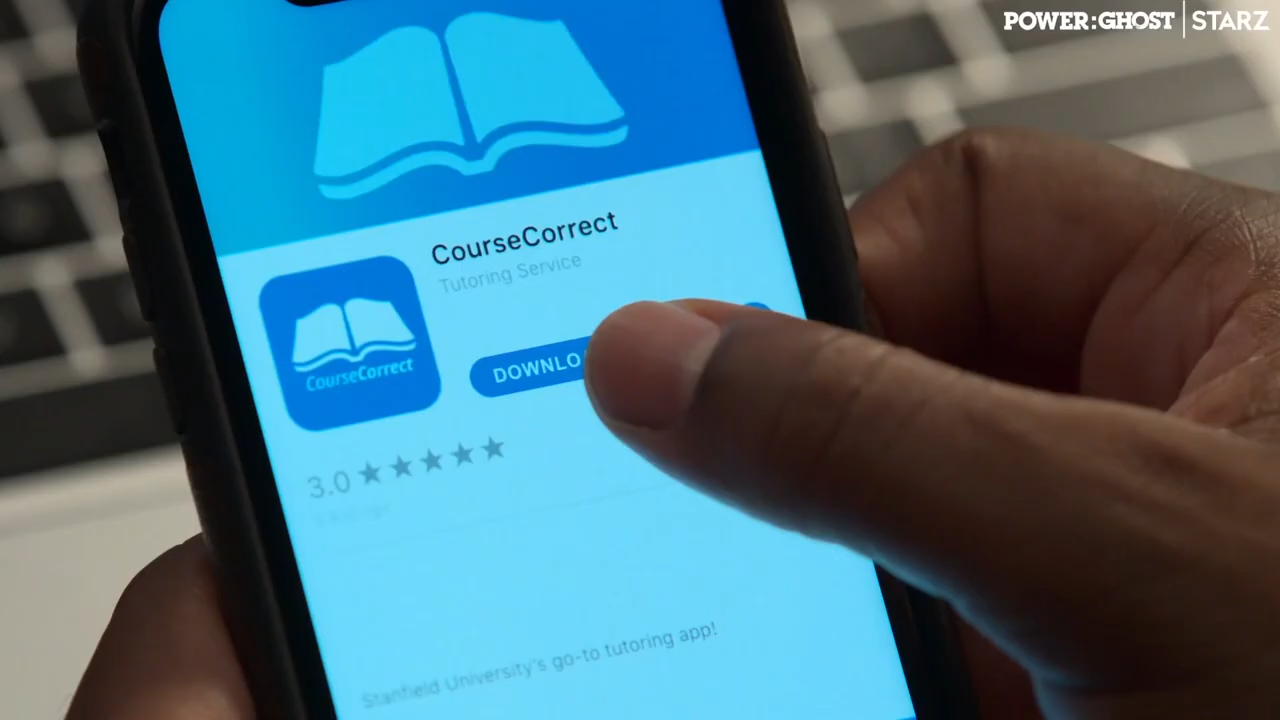 POWER:GHOST | STARZ
CourseCorrect
Tutoring Service
DOWNLO
CourseCorrect
3.0 ★★★★★
Stanfield University's go-to tutoring app!